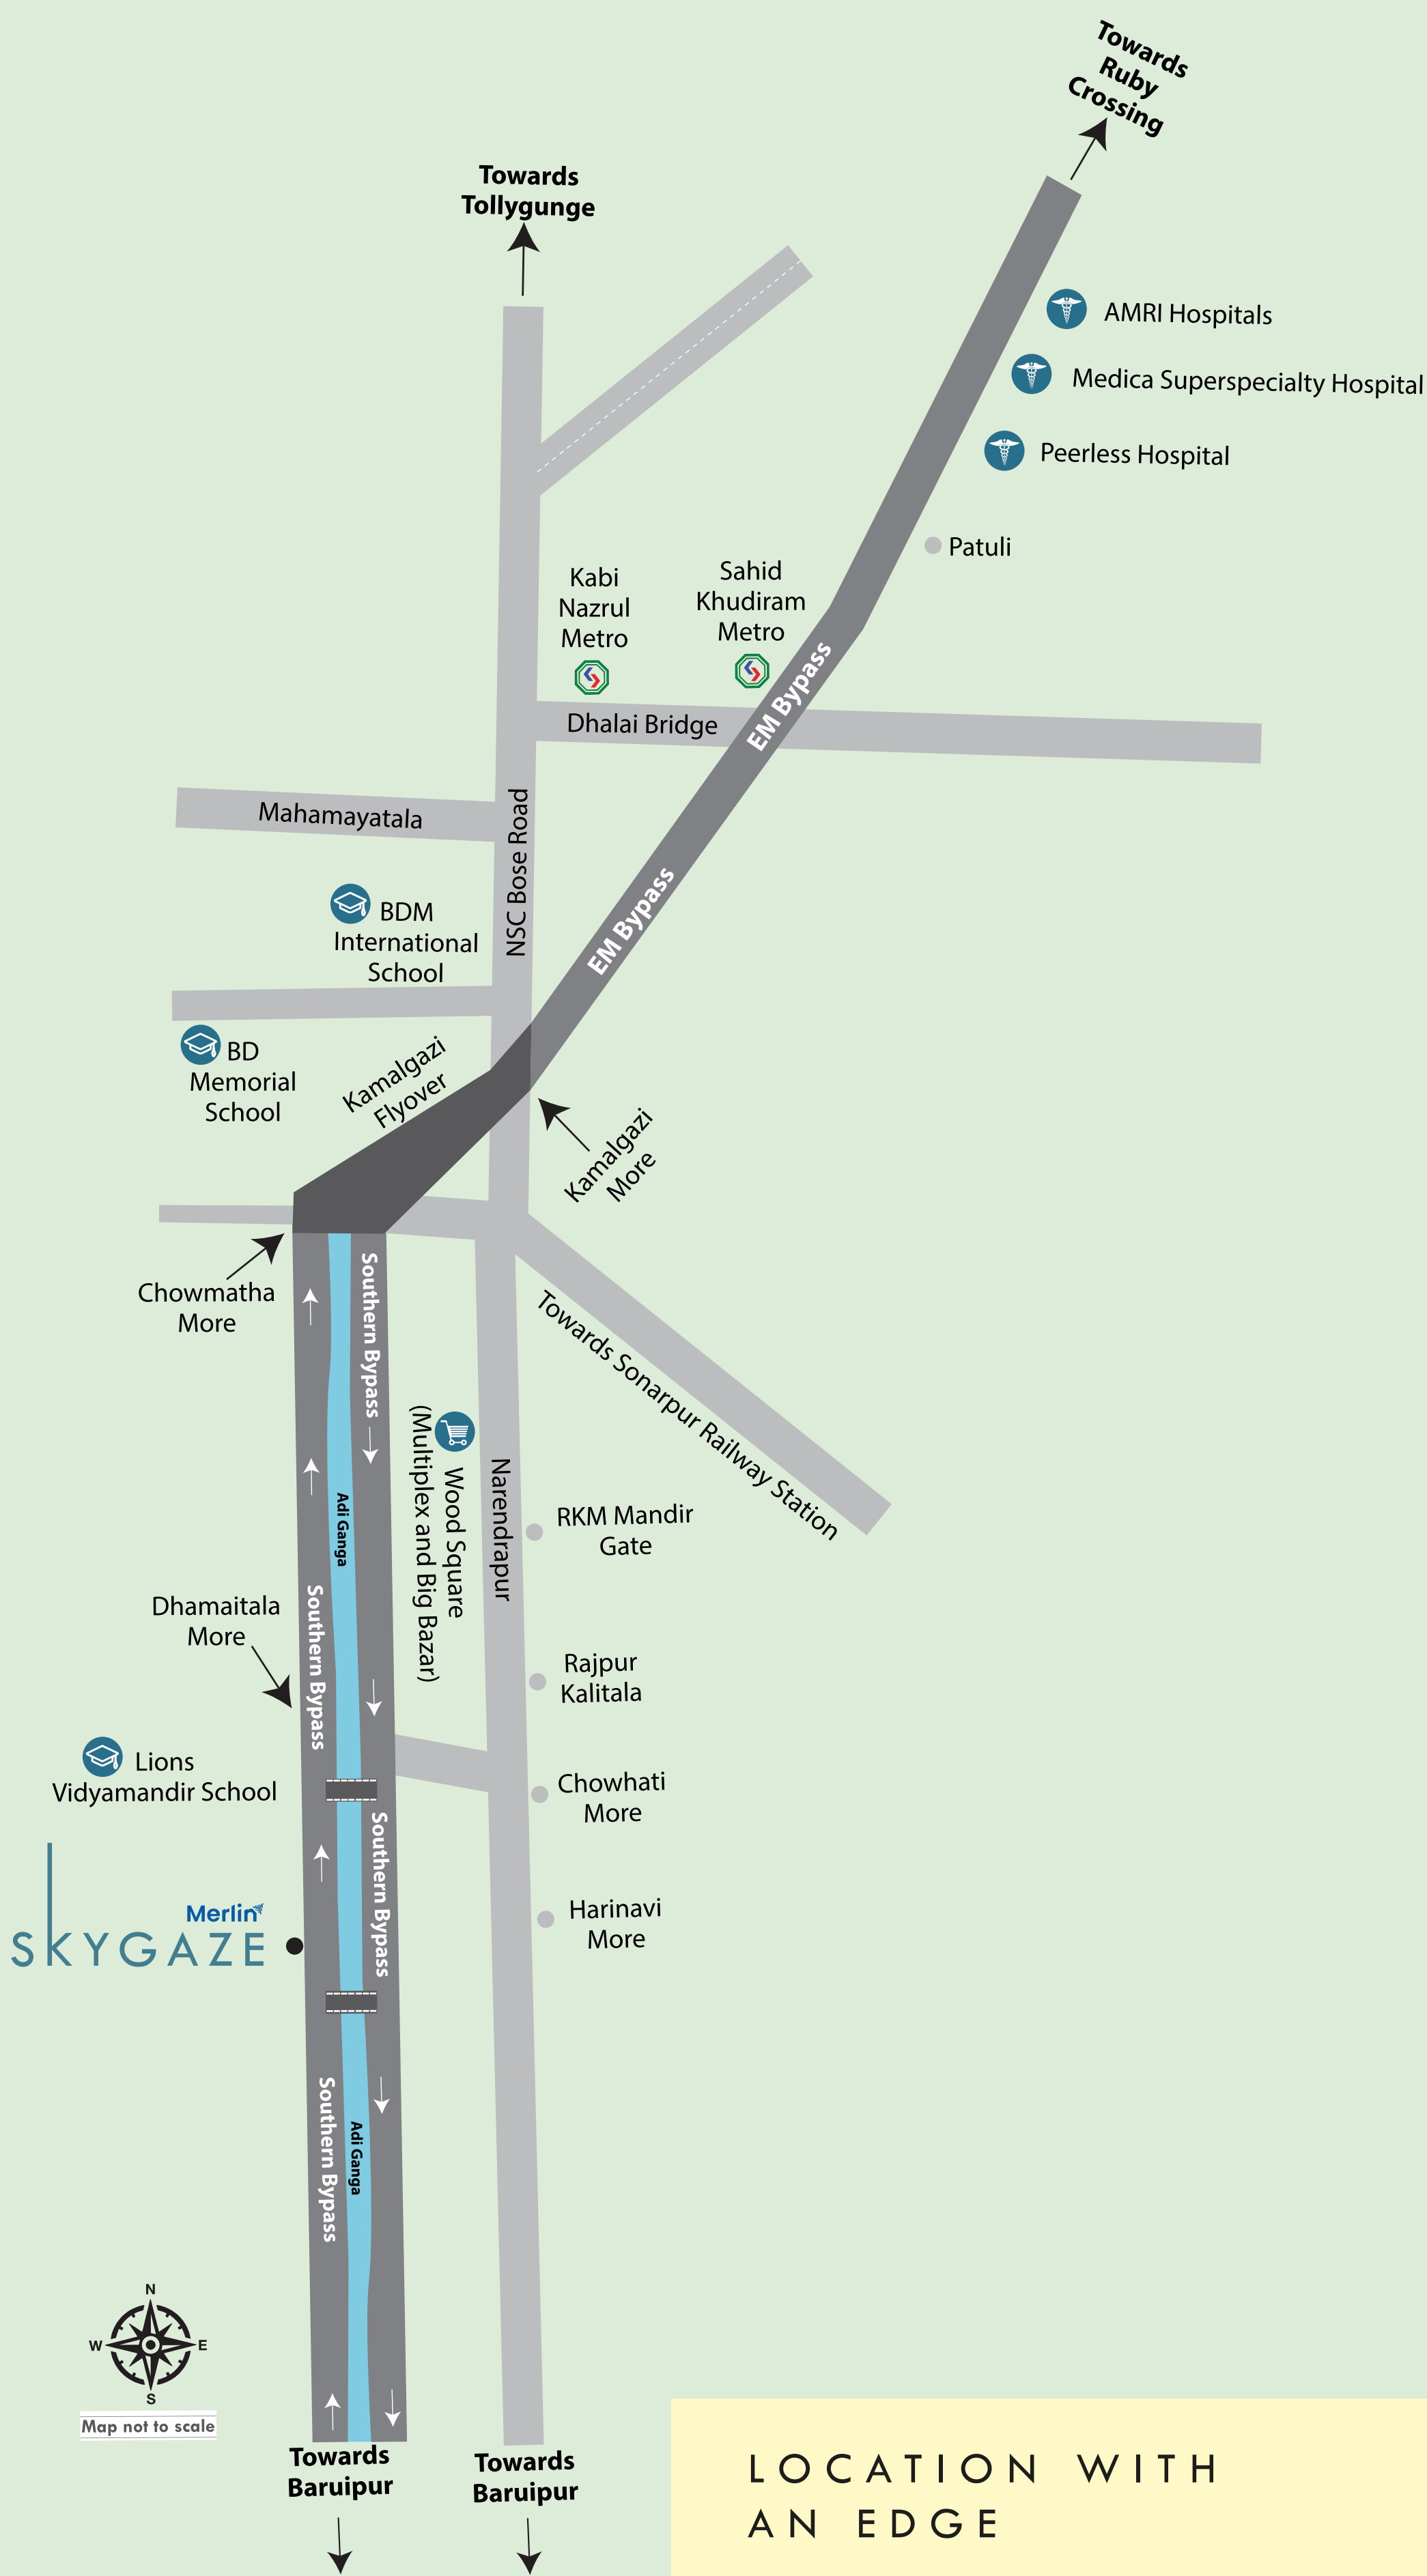 Towards
Ruby
Crossing
Towards
Tollygunge
AMRI Hospitals
Medica Superspecialty Hospital
Peerless Hospital
Patuli
Kabi
Nazrul
Metro
Sahid
Khudiram
Metro
EM Bypass
Dhalai Bridge
Mahamayatala
NSC Bose Road
EM Bypass
BDM
International
School
BD
Memorial
School
Kamalgazi
Flyover
Kamalgazi
More
Chowmatha
More
Southern Bypass
Towards Sonarpur Railway Station
Wood Square
(Multiplex and Big Bazar)
Narendrapur
Adi Ganga
RKM Mandir
Gate
Dhamaitala
More
Southern Bypass
Rajpur
Kalitala
Lions
Vidyamandir School
Chowhati
More
Southern Bypass
Merlin
SKYGAZE
Harinavi
More
Southern Bypass
Adi Ganga
N
W
E
S
Map not to scale
Towards
Baruipur
Towards
Baruipur
LOCATION WITH
AN EDGE